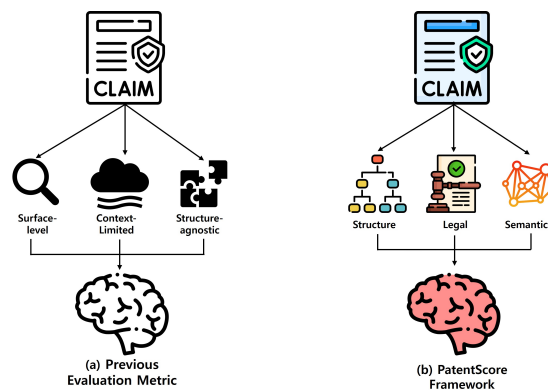 CLAIM
Surface-
level
Context-
Limited
Structure-
agnostic
(a) Previous
Evaluation Metric
CLAIM
Structure
Legal
Semantic
(b) PatentScore
Framework